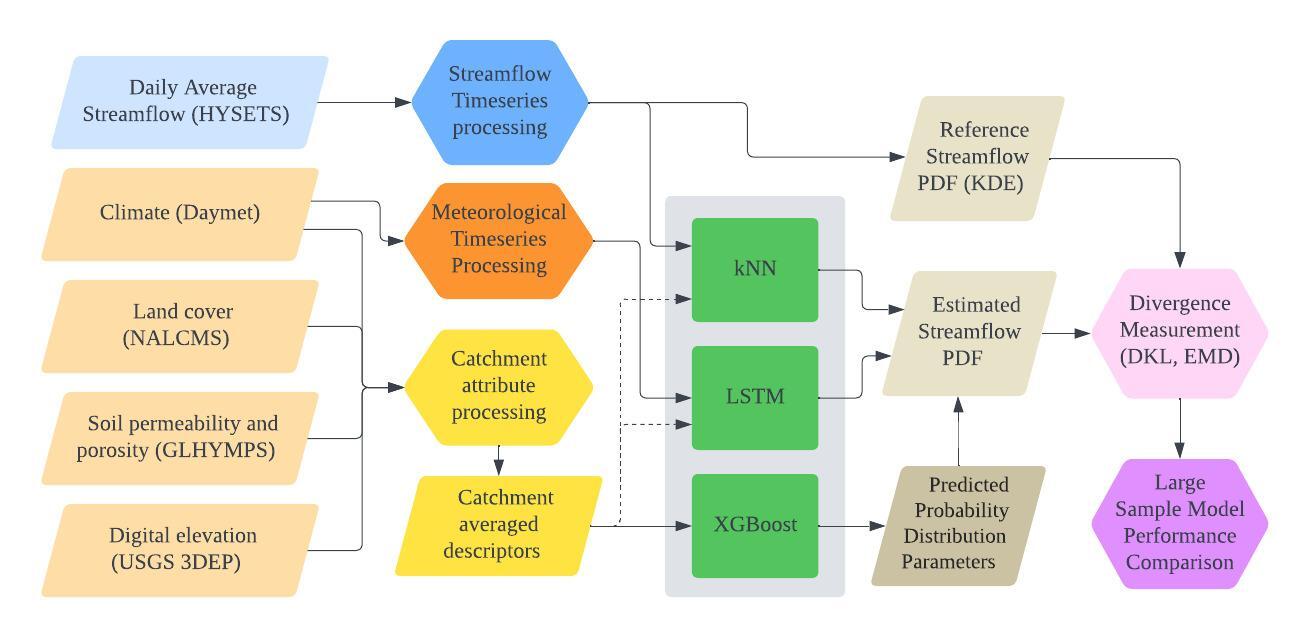 Daily Average
Streamflow (HYSETS)
Climate (Daymet)
Land cover
(NALCMS)
Soil permeability and
porosity (GLHYMPS)
Digital elevation
(USGS 3DEP)
Streamflow
Timeseries
processing
Meteorological
Timeseries
Processing
Catchment
attribute
processing
Catchment
averaged
descriptors
kNN
LSTM
XGBoost
Reference
Streamflow
PDF (KDE)
Estimated
Streamflow
PDF
Predicted
Probability
Distribution
Parameters
Divergence
Measurement
(DKL, EMD)
Large
Sample Model
Performance
Comparison